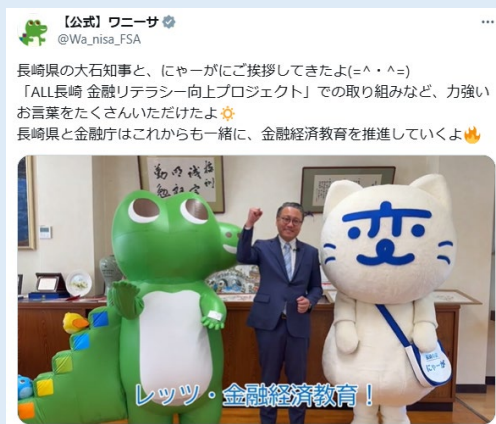 【公式】ワニーサ
@Wa_nisa_FSA
長崎県の大石知事と、にゃーがにご挨拶してきたよ(=^・^=)
「ALL長崎 金融リテラシー向上プロジェクト」での取り組みなど、力強い
お言葉をたくさんいただけたよ🔆
長崎県と金融庁はこれからも一緒に、金融経済教育を推進していくよ🔥
恋
にゃーが
レッツ・金融経済教育！